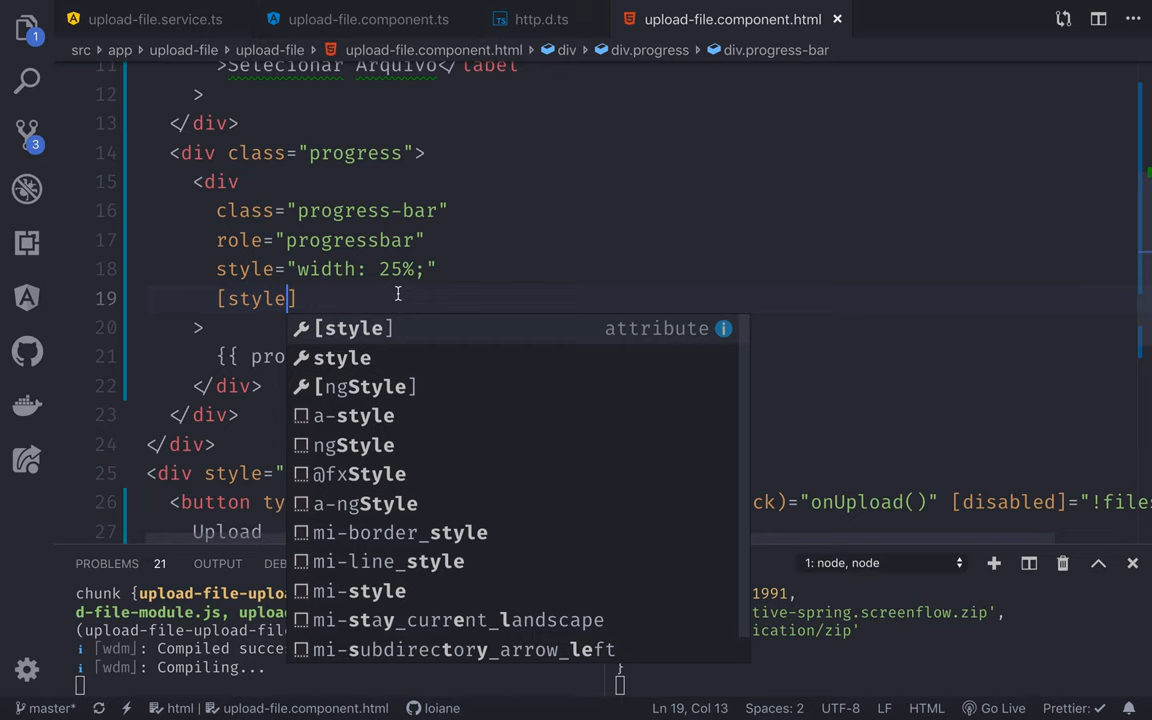 upload-file.service.ts upload-file.component.ts TS http.d.ts upload-file.component.html
src app upload-file upload-file upload-file.component.html div div.progress div.progress-bar
11 >Selecionar Arquivo</label
12 >
13 </div>
14 <div class="progress">
15 <div
16 class="progress-bar"
17 role="progressbar"
18 style="width: 25%;"
19 [style]
[style] attribute
20 >
style
21 {{ pro
[ngStyle]
22 </div>
a-style
23 </div>
ngStyle
24 </div>
@fxStyle
25 <div style="
a-ngStyle
26 <button ty ck)="onUpload()" [disabled]="!files
mi-border_style
27 Upload
mi-line_style
PROBLEMS 21 OUTPUT DEB 1: node, node
mi-style
chunk {upload-file-uploa 1991,
d-file-module.js, upload tive-spring.screenflow.zip',
mi-stay_current_landscape
(upload-file-upload-file ication/zip'
i ｢wdm｣: Compiled succe
mi-subdirectory_arrow_left
i ｢wdm｣: Compiling... }
master* html upload-file.component.html loiane Ln 19, Col 13 Spaces: 2 UTF-8 LF HTML Go Live Prettier: ✓
1
3